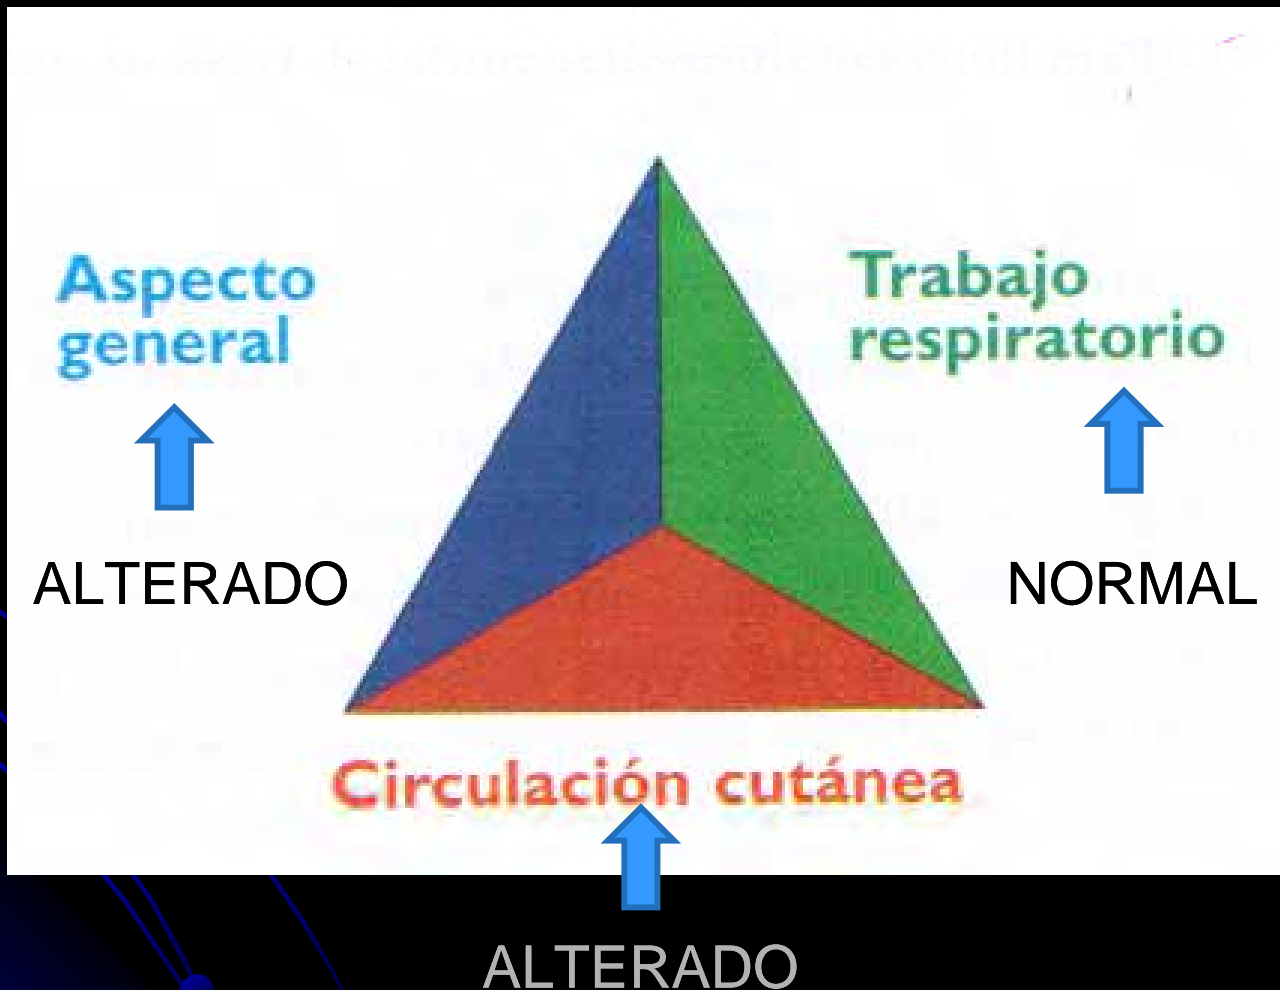 Aspecto
general
Trabajo
respiratorio
ALTERADO
NORMAL
Circulación cutánea
ALTERADO